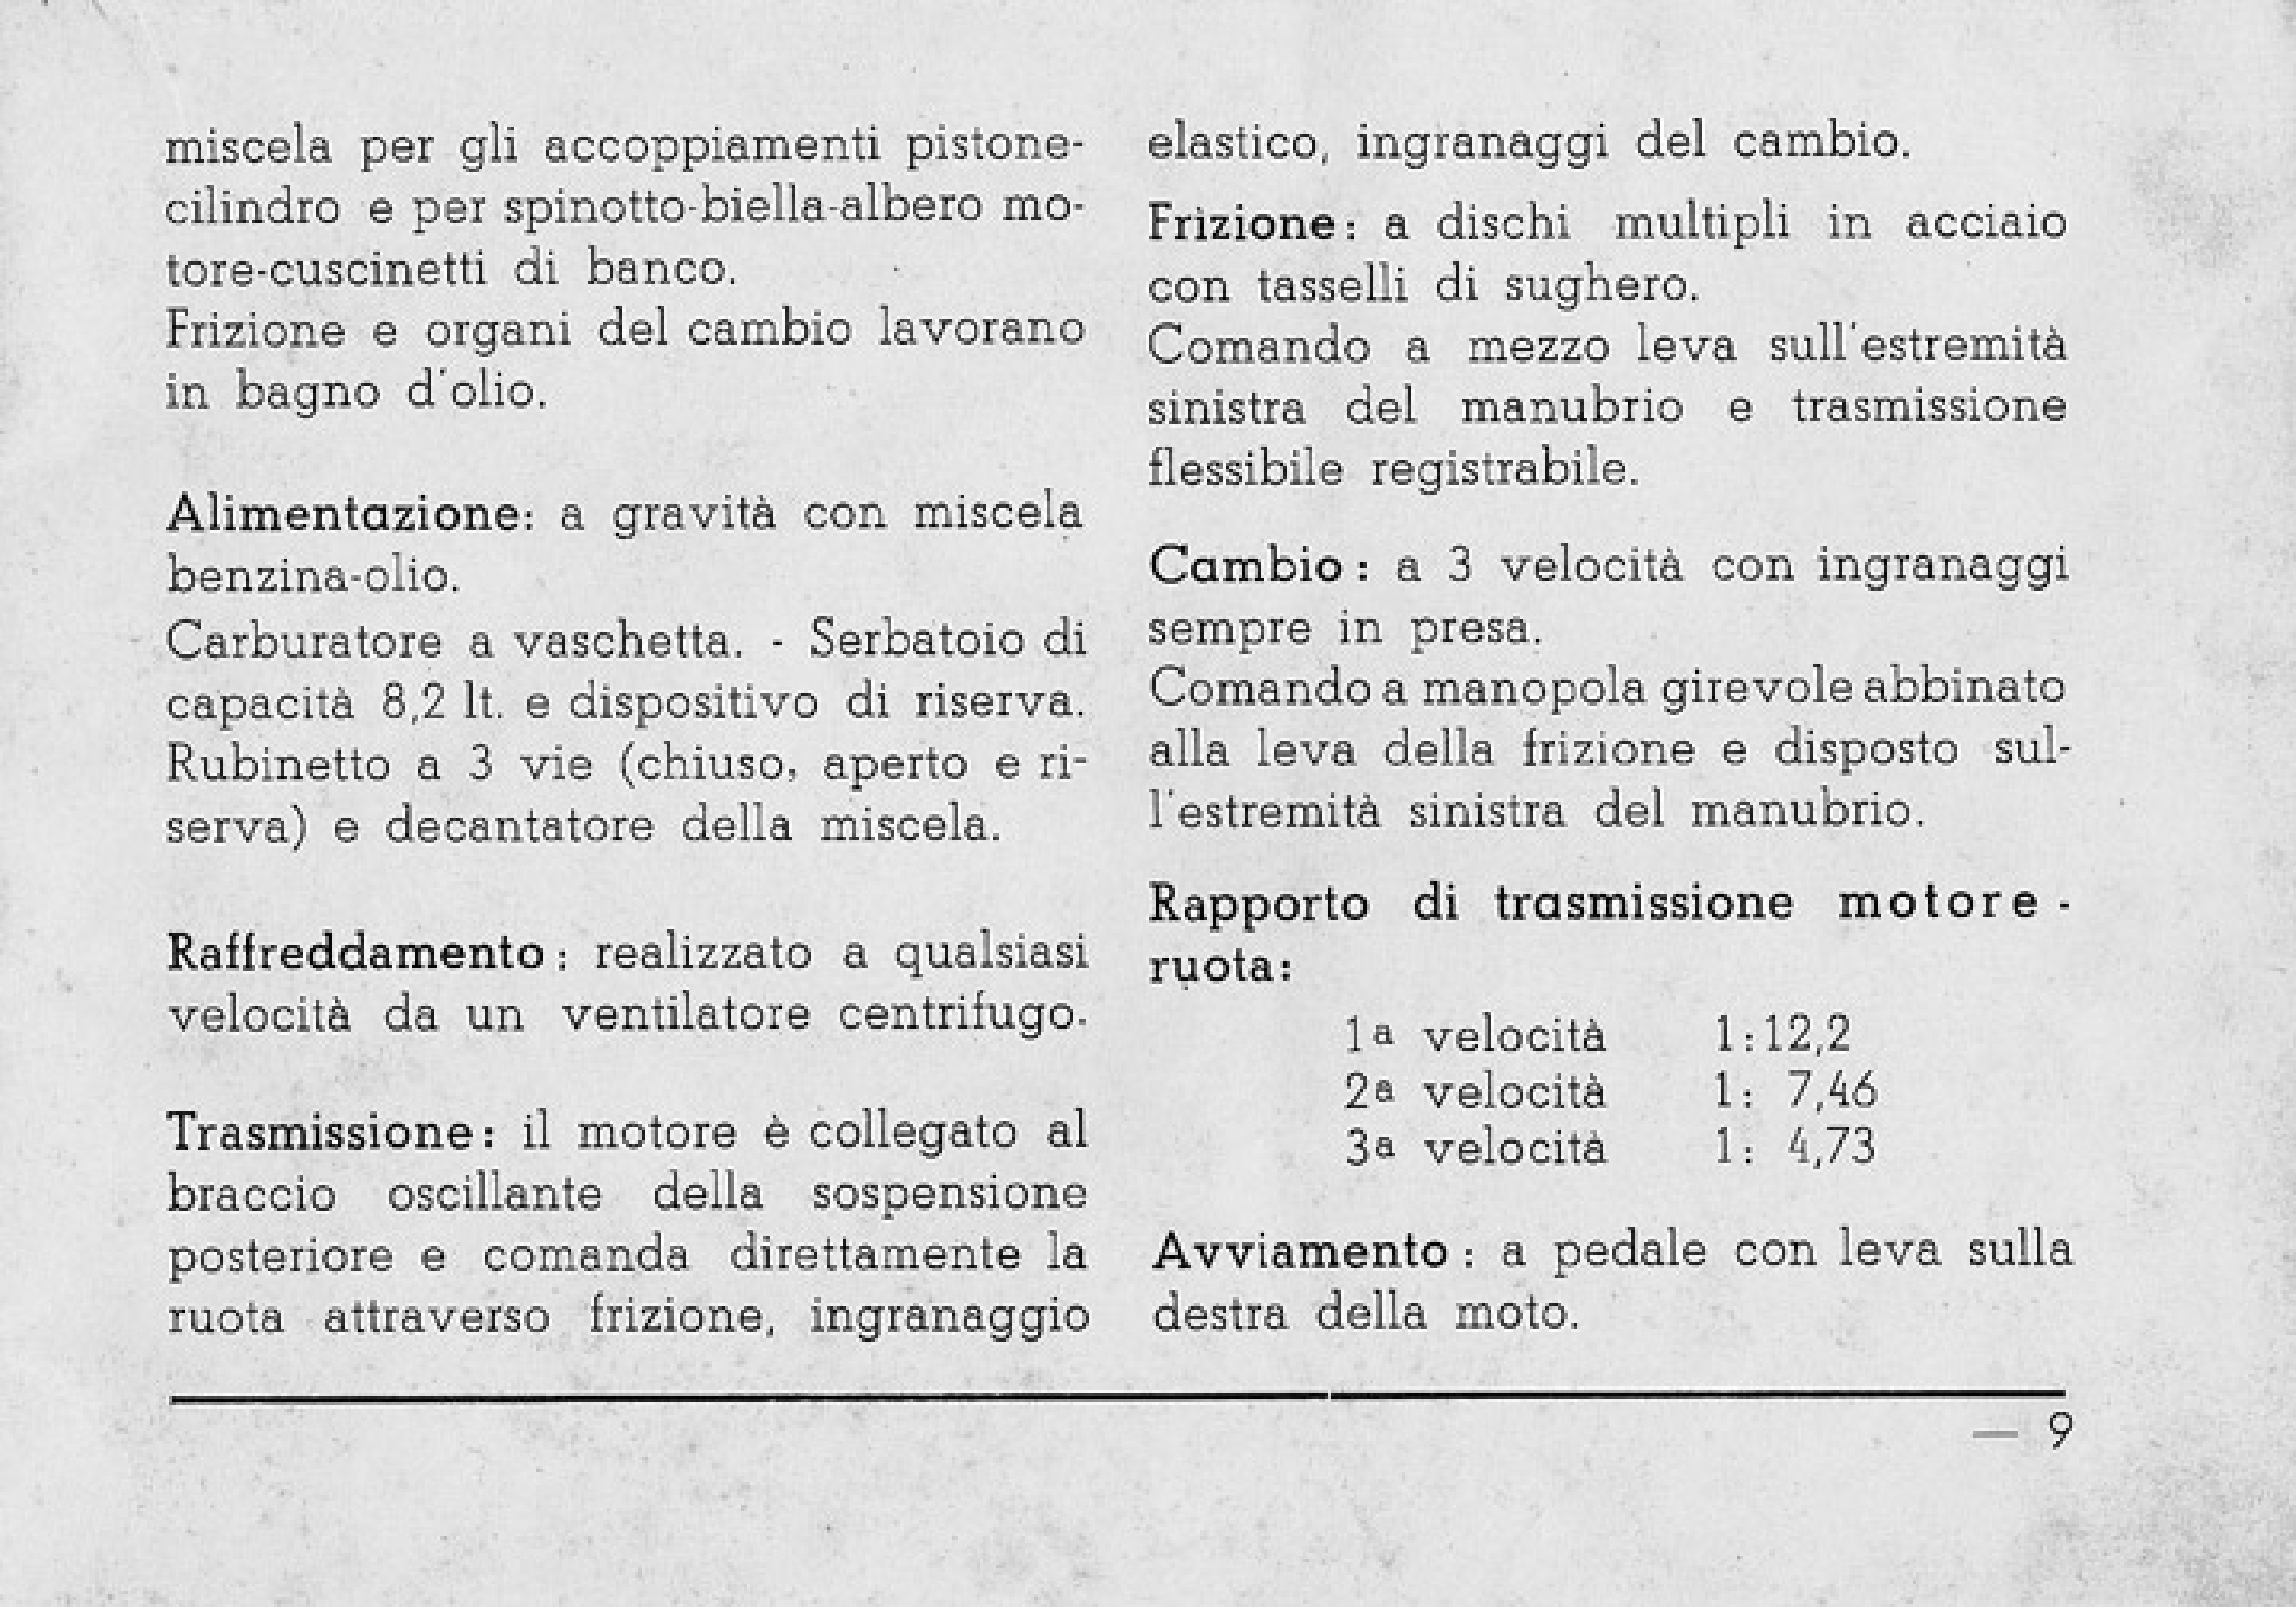 miscela per gli accoppiamenti pistone-
cilindro e per spinotto-biella-albero mo-
tore-cuscinetti di banco.
Frizione e organi del cambio lavorano
in bagno d'olio.
Alimentazione: a gravità con miscela
benzina-olio.
Carburatore a vaschetta. - Serbatoio di
capacità 8,2 lt. e dispositivo di riserva.
Rubinetto a 3 vie (chiuso, aperto e ri-
serva) e decantatore della miscela.
Raffreddamento: realizzato a qualsiasi
velocità da un ventilatore centrifugo.
Trasmissione: il motore è collegato al
braccio oscillante della sospensione
posteriore e comanda direttamente la
ruota attraverso frizione, ingranaggio
elastico, ingranaggi del cambio.
Frizione: a dischi multipli in acciaio
con tasselli di sughero.
Comando a mezzo leva sull'estremità
sinistra del manubrio e trasmissione
flessibile registrabile.
Cambio: a 3 velocità con ingranaggi
sempre in presa.
Comando a manopola girevole abbinato
alla leva della frizione e disposto sul-
l'estremità sinistra del manubrio.
Rapporto di trasmissione motore-
ruota:
1a velocità 1:12,2
2a velocità 1: 7,46
3a velocità 1: 4,73
Avviamento: a pedale con leva sulla
destra della moto.
— 9